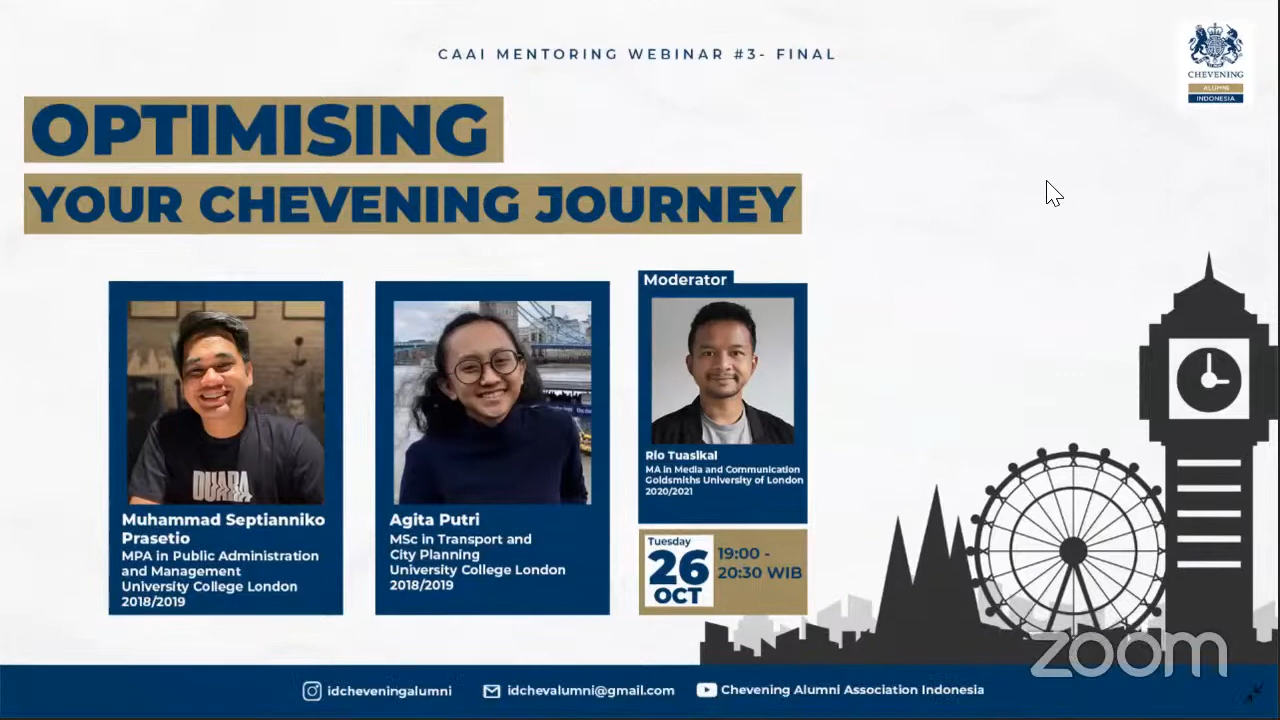 CAAI MENTORING WEBINAR #3- FINAL
CHEVENING
ALUMNI
INDONESIA
OPTIMISING
YOUR CHEVENING JOURNEY
DUARA
Muhammad Septianniko
Prasetio
MPA in Public Administration
and Management
University College London
2018/2019
Agita Putri
MSc in Transport and
City Planning
University College London
2018/2019
Moderator
Rio Tuasikal
MA in Media and Communication
Goldsmiths University of London
2020/2021
Tuesday
26
OCT
19:00 -
20:30 WIB
zoom
idcheveningalumni
idchevalumni@gmail.com
Chevening Alumni Association Indonesia